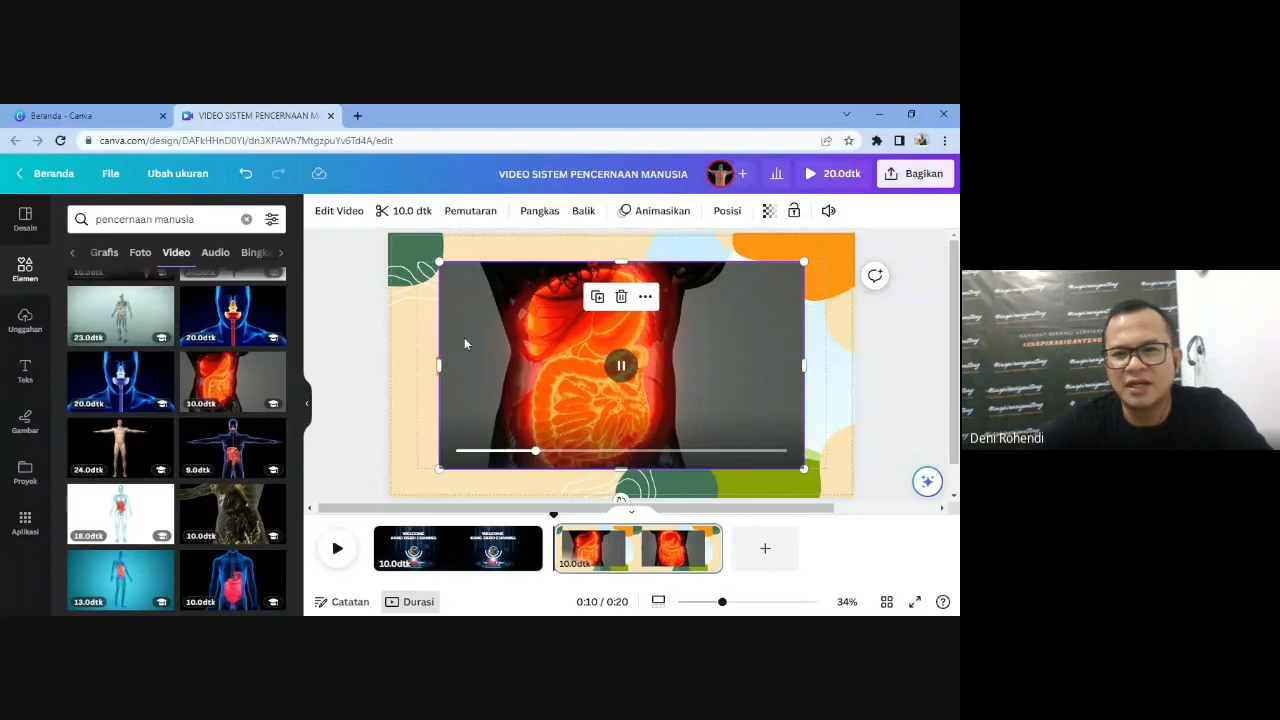 Beranda - Canva
VIDEO SISTEM PENCERNAAN M
canva.com/design/DAFkHHnD0YI/dn3XPAWh7MtgzpuYv6Td4A/edit
Beranda
File
Ubah ukuran
VIDEO SISTEM PENCERNAAN MANUSIA
20.0dtk
Bagikan
Desain
Elemen
Unggahan
Teks
Gambar
Proyek
Aplikasi
pencernaan manusia
Grafis
Foto
Video
Audio
Bingk
Edit Video
10.0 dtk
Pemutaran
Pangkas
Balik
Animasikan
Posisi
23.0dtk
20.0dtk
20.0dtk
10.0dtk
24.0dtk
9.0dtk
18.0dtk
10.0dtk
13.0dtk
10.0dtk
WELCOME
WELCOME
10.0dtk
10.0dtk
Catatan
Durasi
0:10 / 0:20
34%
#INSPIRASIGANTENG
Deni Rohendi